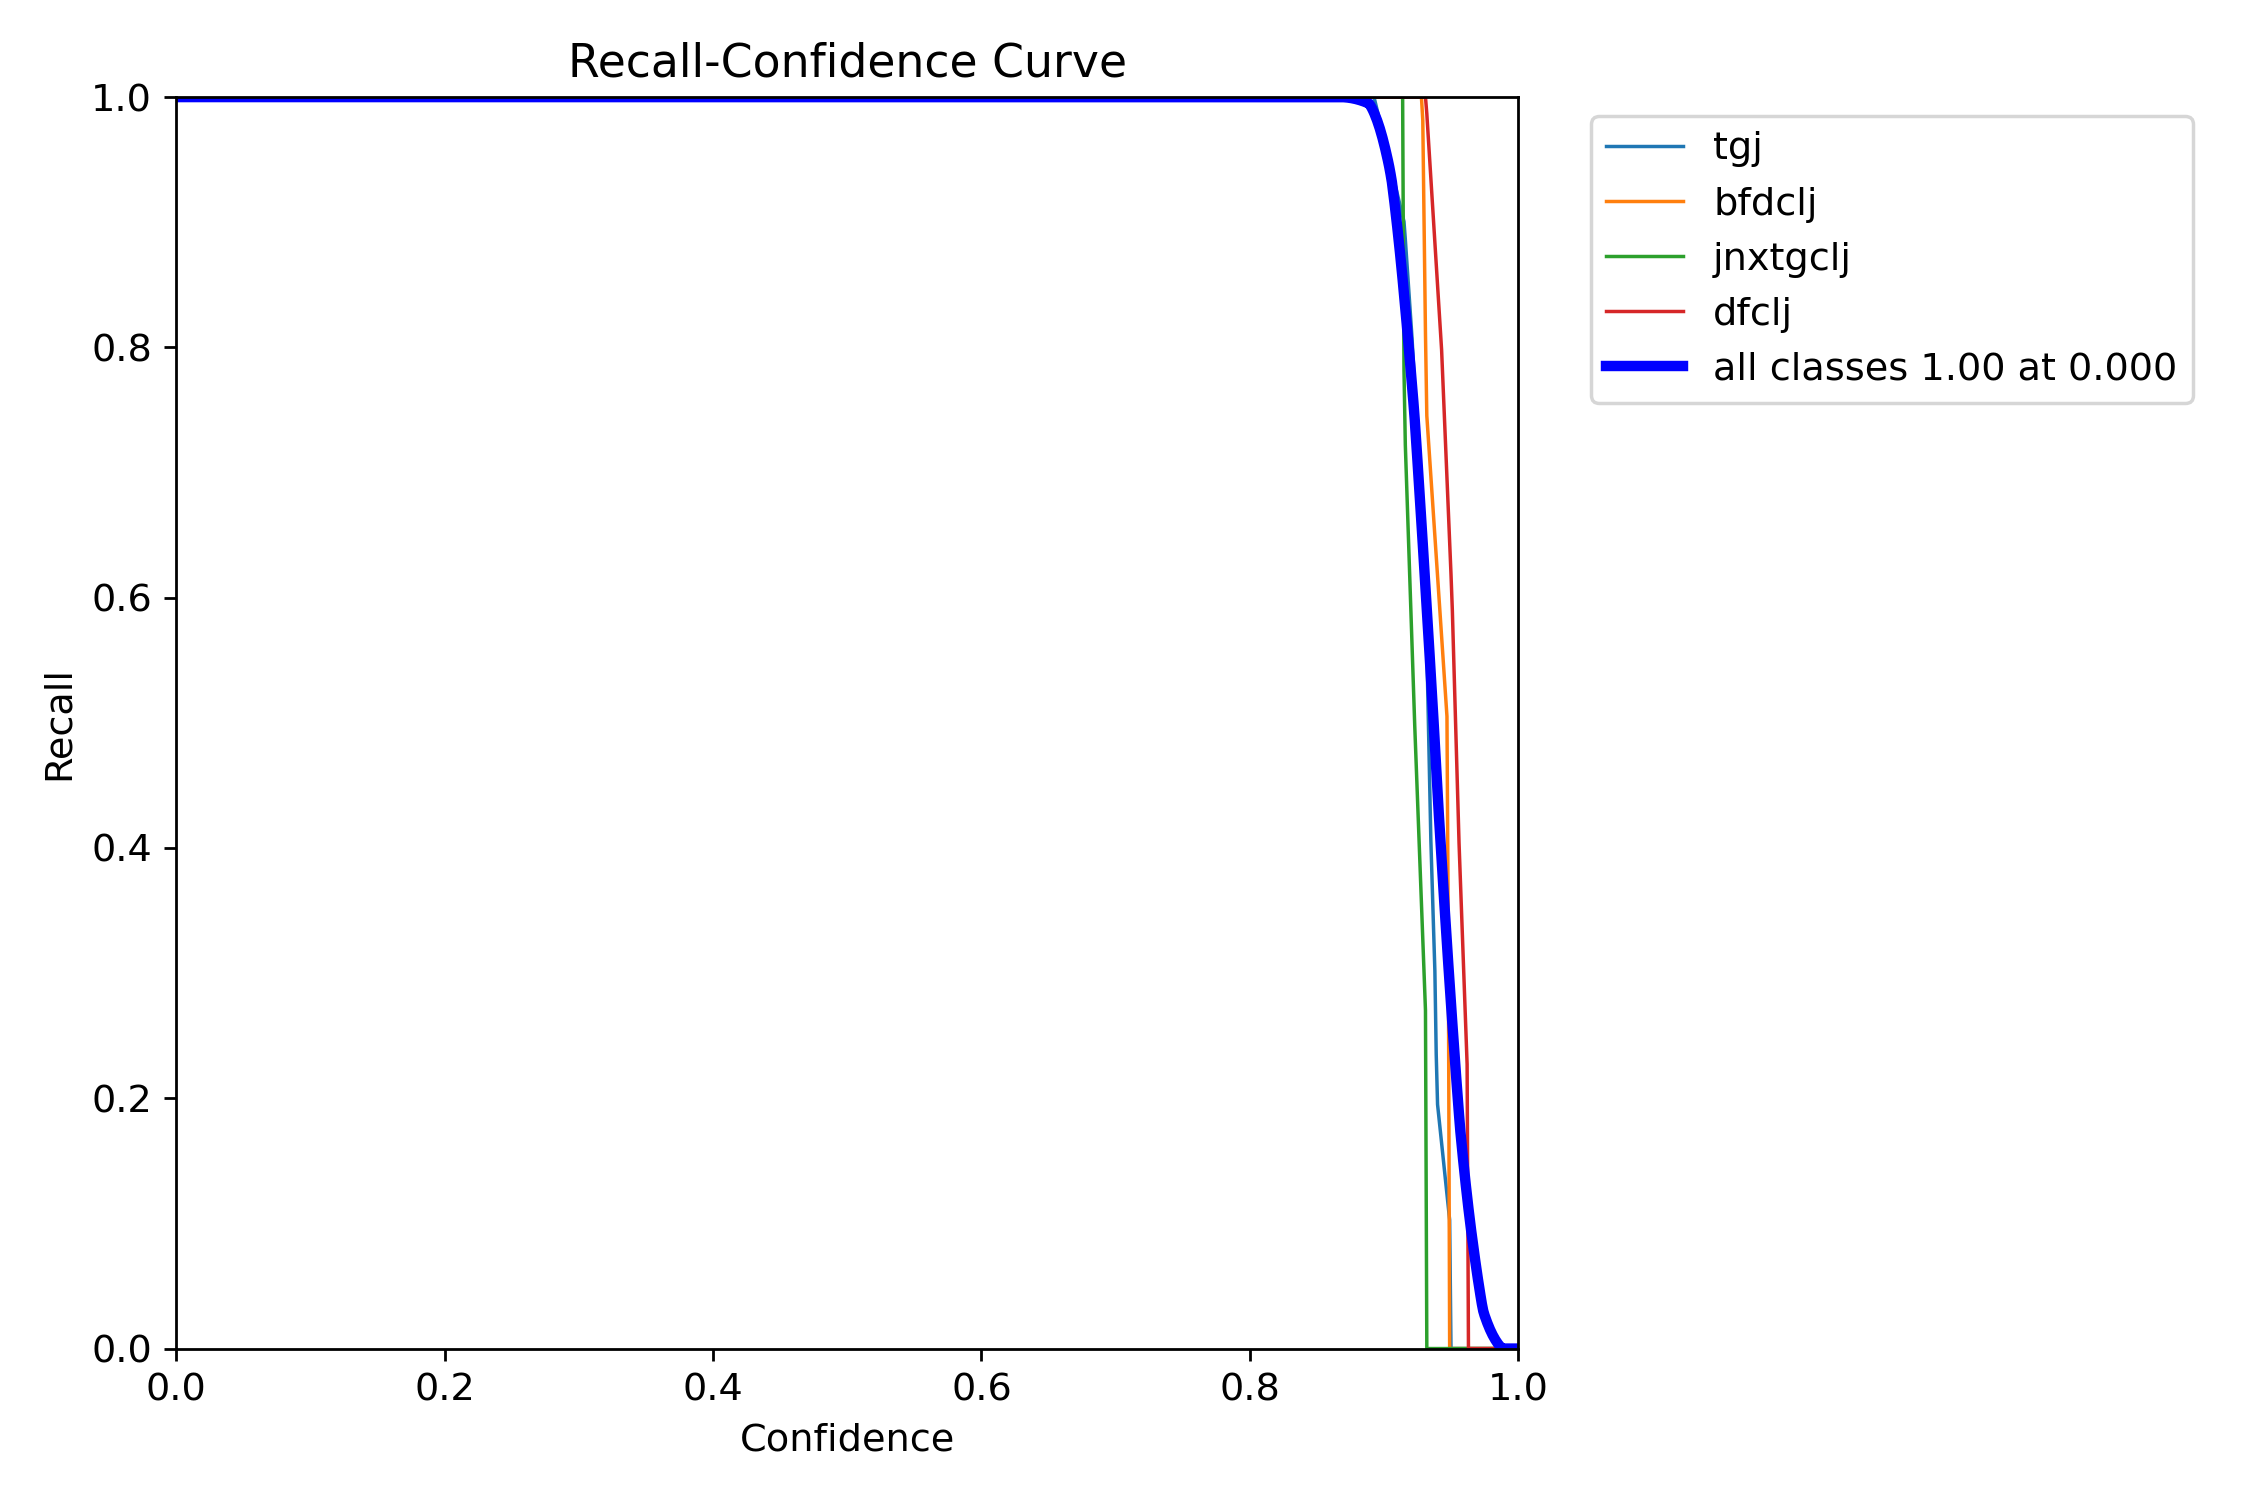 Recall-Confidence Curve
1.0
0.8
0.6
0.4
0.2
0.0
Recall
0.0 0.2 0.4 0.6 0.8 1.0
Confidence
tgj
bfdclj
jnxtgclj
dfclj
all classes 1.00 at 0.000